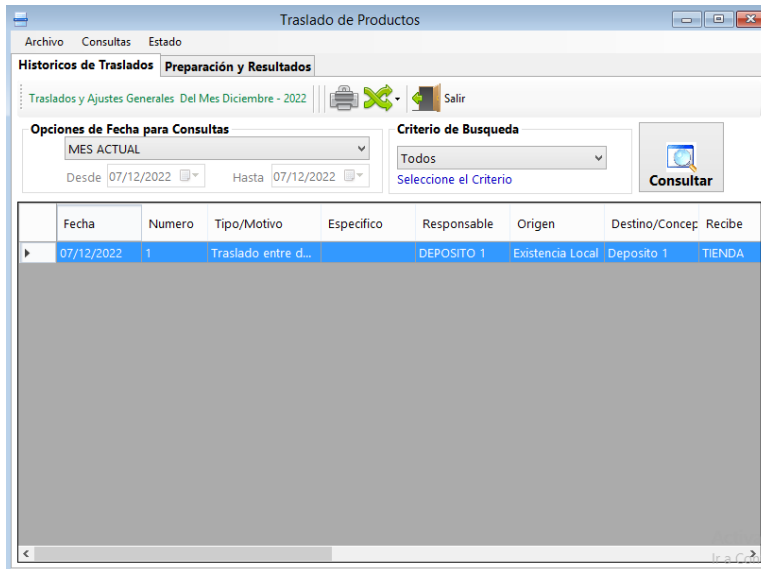 Traslado de Productos
Archivo Consultas Estado
Historicos de Traslados Preparación y Resultados
Traslados y Ajustes Generales Del Mes Diciembre - 2022 Salir
Opciones de Fecha para Consultas Criterio de Busqueda
MES ACTUAL
Todos
Desde 07/12/2022 Hasta 07/12/2022 Seleccione el Criterio
Consultar
Fecha Numero Tipo/Motivo Especifico Responsable Origen Destino/Concep Recibe
07/12/2022 1 Traslado entre d... DEPOSITO 1 Existencia Local Deposito 1 TIENDA
Ir a Con